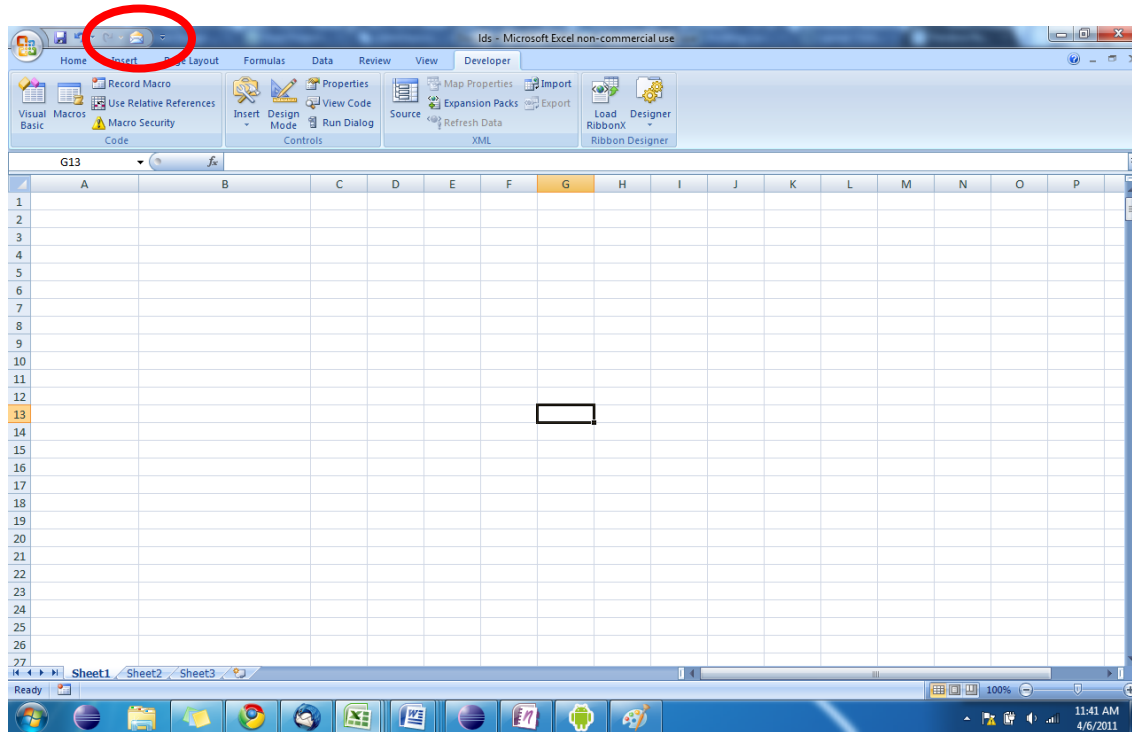 Ids - Microsoft Excel non-commercial use
Home Insert Page Layout Formulas Data Review View Developer
Visual Basic
Macros
Record Macro
Use Relative References
Macro Security
Code
Insert
Design Mode
Properties
View Code
Run Dialog
Controls
Source
Map Properties
Expansion Packs
Refresh Data
Import
Export
XML
Load RibbonX
Designer
Ribbon Designer
G13 fx
A B C D E F G H I J K L M N O P
1
2
3
4
5
6
7
8
9
10
11
12
13
14
15
16
17
18
19
20
21
22
23
24
25
26
27
Sheet1 Sheet2 Sheet3
Ready 100%
11:41 AM
4/6/2011